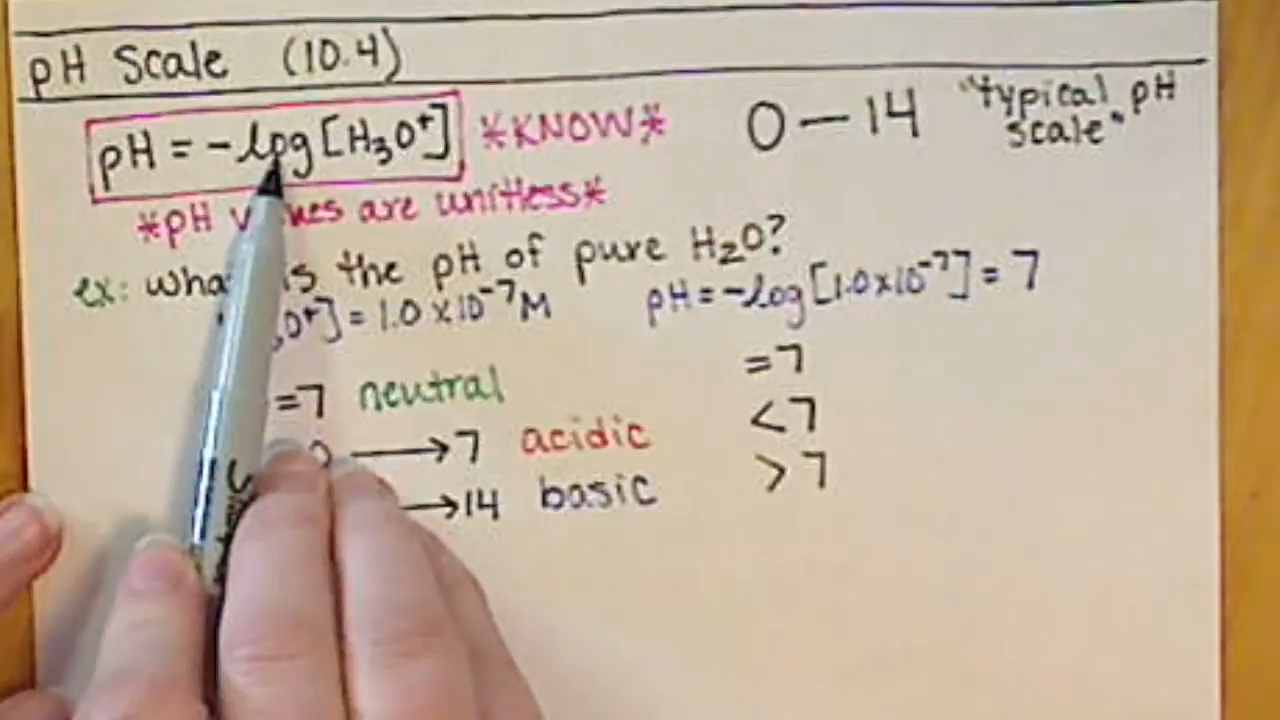 pH Scale (10.4)
pH = -log[H₃O⁺] *KNOW* 0 — 14 "typical pH scale"
*pH values are unitless*
ex: what is the pH of pure H₂O?
O⁺] = 1.0 x 10⁻⁷ M pH = -log[1.0x10⁻⁷] = 7
=7 neutral =7
0 → 7 acidic <7
→ 14 basic >7